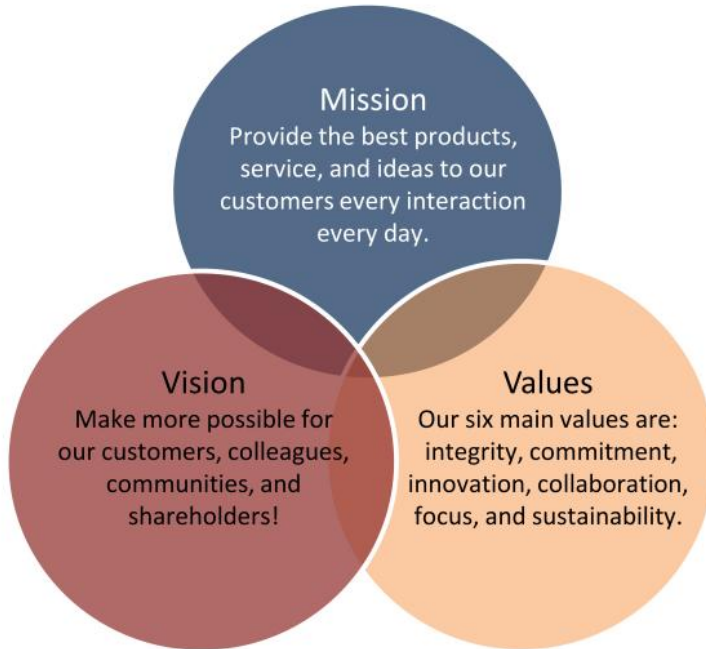 Mission
Provide the best products,
service, and ideas to our
customers every interaction
every day.
Vision
Make more possible for
our customers, colleagues,
communities, and
shareholders!
Values
Our six main values are:
integrity, commitment,
innovation, collaboration,
focus, and sustainability.